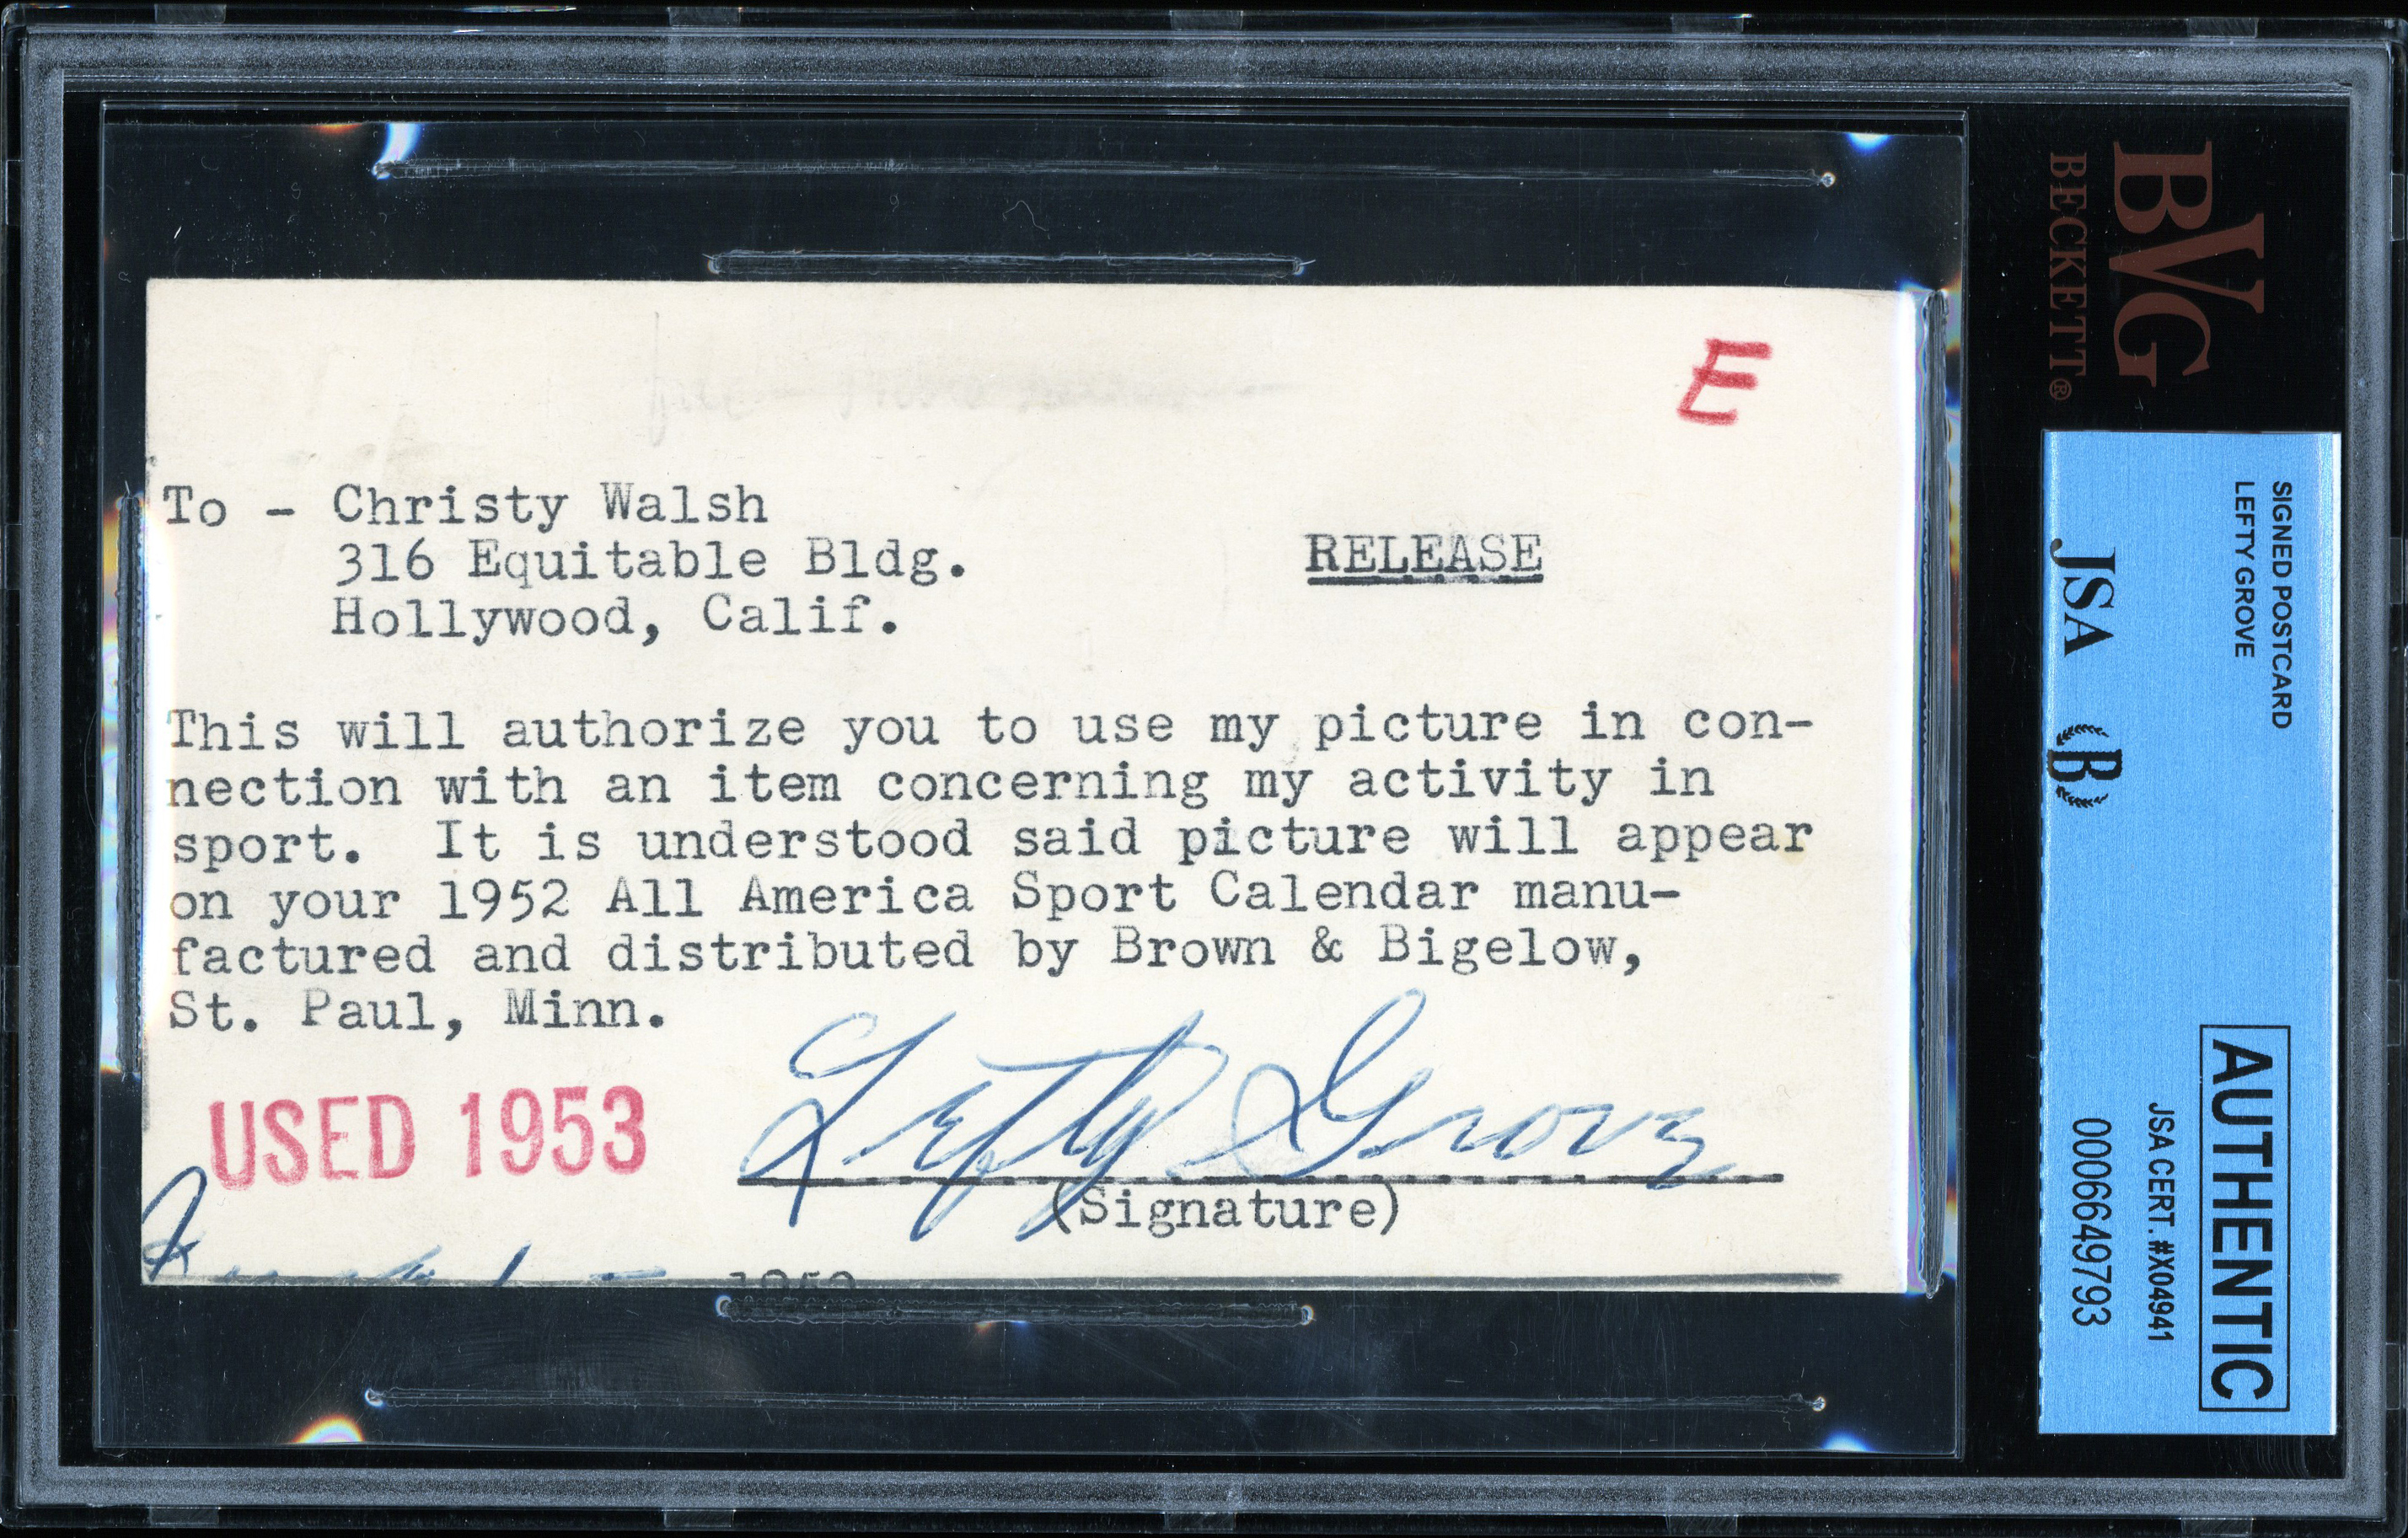 E
To - Christy Walsh
316 Equitable Bldg.
Hollywood, Calif.
RELEASE
This will authorize you to use my picture in con-
nection with an item concerning my activity in
sport. It is understood said picture will appear
on your 1952 All America Sport Calendar manu-
factured and distributed by Brown & Bigelow,
St. Paul, Minn.
USED 1953
Lefty Grove
(Signature)
BVG
BECKETT®
SIGNED POSTCARD
LEFTY GROVE
JSA B
AUTHENTIC
JSA CERT. #X04941
0006649793